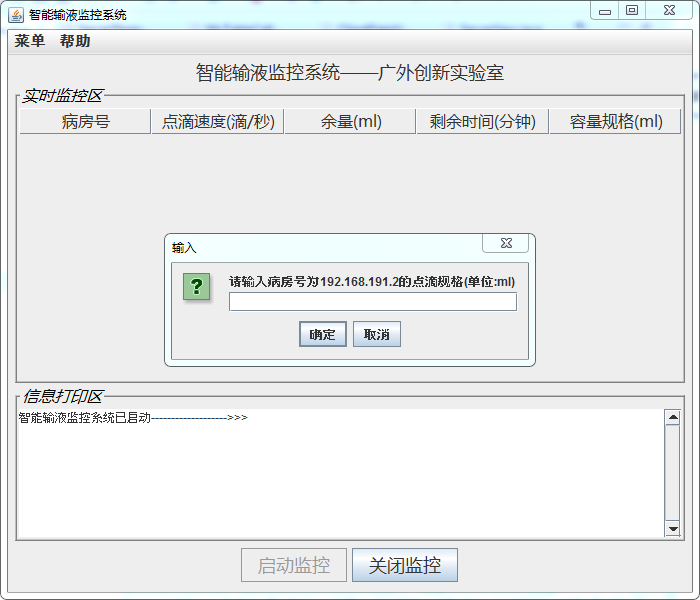 智能输液监控系统
菜单 帮助
智能输液监控系统——广外创新实验室
实时监控区
病房号 点滴速度(滴/秒) 余量(ml) 剩余时间(分钟) 容量规格(ml)
输入
请输入病房号为192.168.191.2的点滴规格(单位:ml)
?
确定 取消
信息打印区
智能输液监控系统已启动-------------------->>>
启动监控 关闭监控